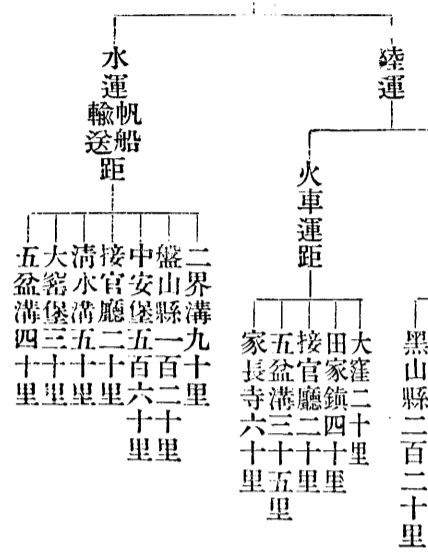 陸運
黑山縣二百二十里
火車運距
大窪二十里
田家鎮四十里
接官廳二十里
五盆溝三十五里
家長寺六十里
水運帆船輸送距
二界溝九十里
盤山縣一百二十里
中安堡五百六十里
接官廳二十里
淸水溝五十里
大窰堡三十里
五盆溝四十里